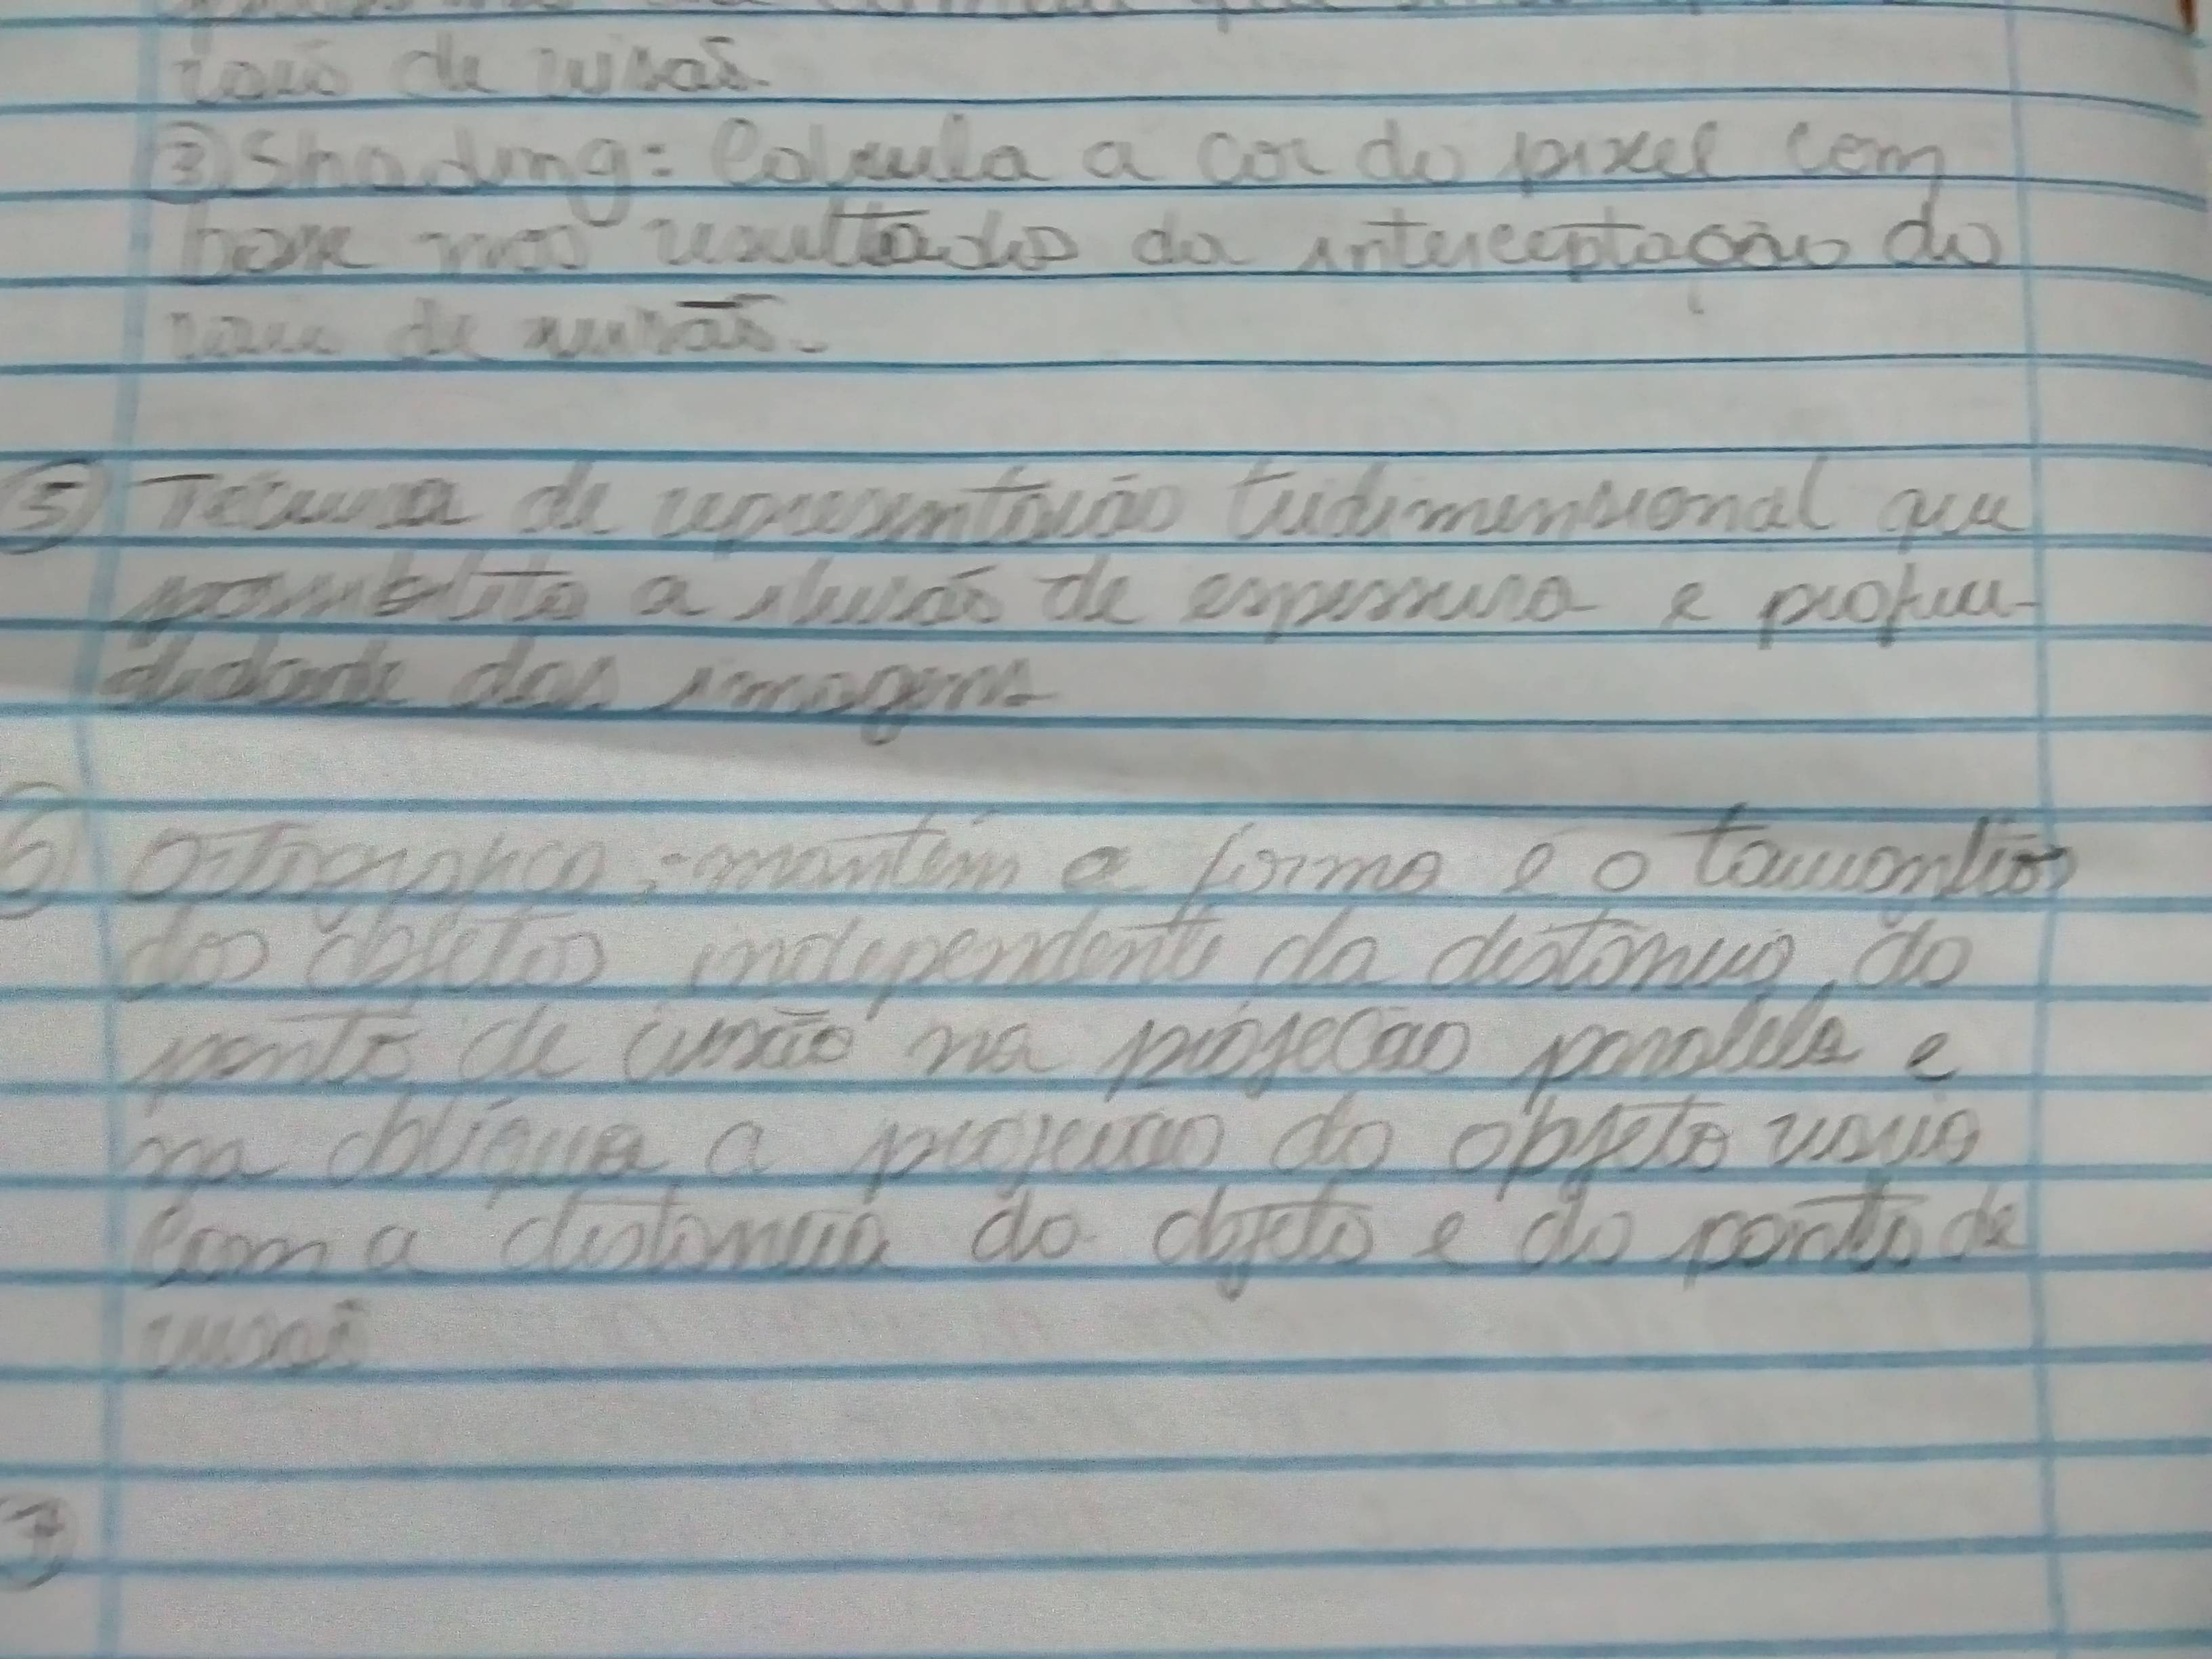 raio de visão.
③ Shading: Calcula a cor do pixel com
base nos resultados da interceptação do
raio de visão.
⑤ Técnica de representação tridimensional que
possibilita a ilusão de espessura e profun-
didade das imagens
⑥ Ortográfica: mantém a forma e o tamanho
dos objetos independente da distância do
ponto de visão na projeção paralela e
na oblíqua a projeção do objeto varia
com a distância do objeto e do ponto de
visão
⑦